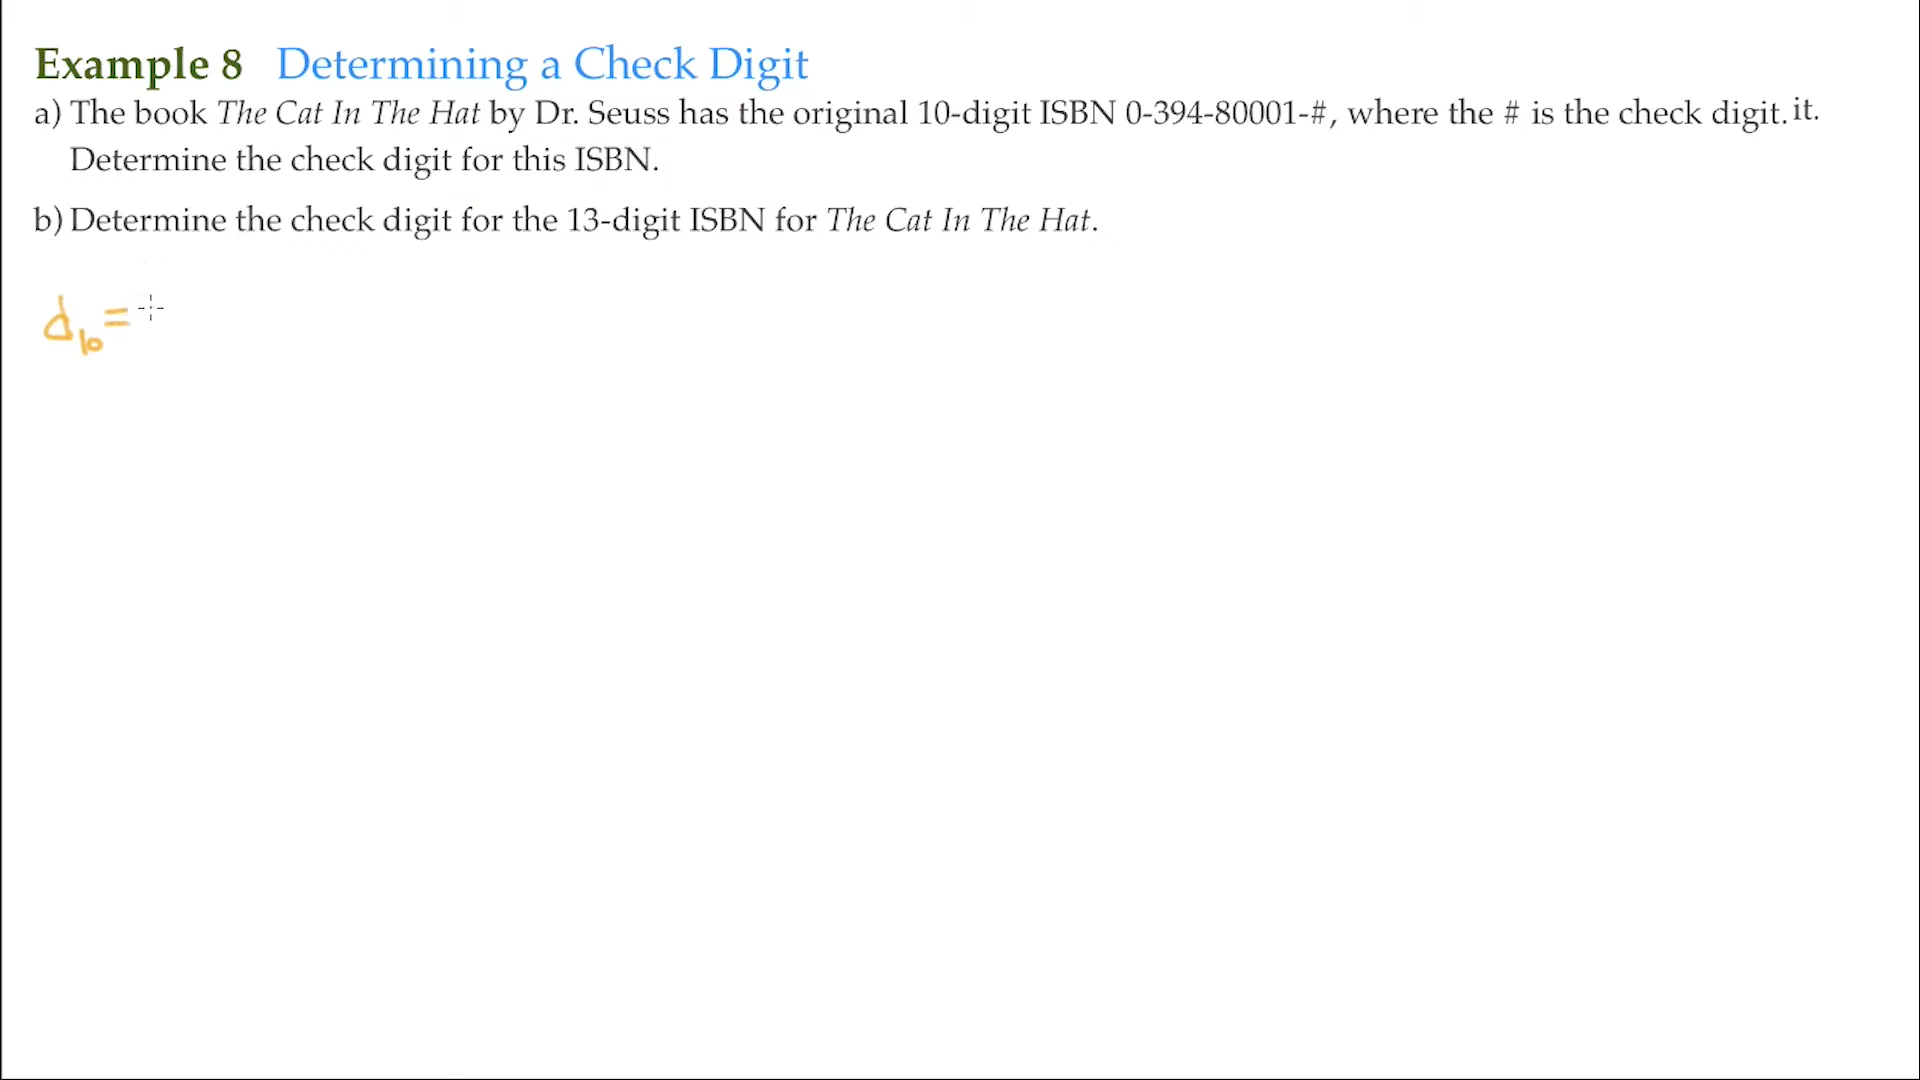 Example 8 Determining a Check Digit
a) The book The Cat In The Hat by Dr. Seuss has the original 10-digit ISBN 0-394-80001-#, where the # is the check digit. it.
Determine the check digit for this ISBN.
b) Determine the check digit for the 13-digit ISBN for The Cat In The Hat.
d₁₀ =